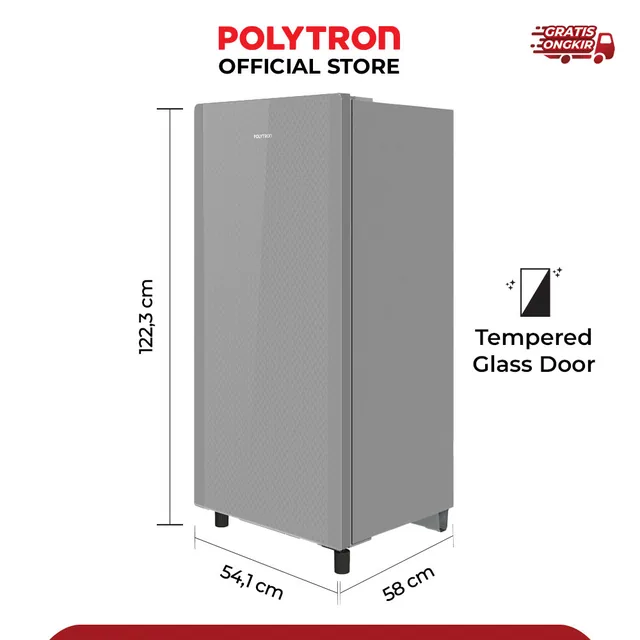 POLYTRON
OFFICIAL STORE
GRATIS
ONGKIR
POLYTRON
122,3 cm
Tempered
Glass Door
54,1 cm
58 cm